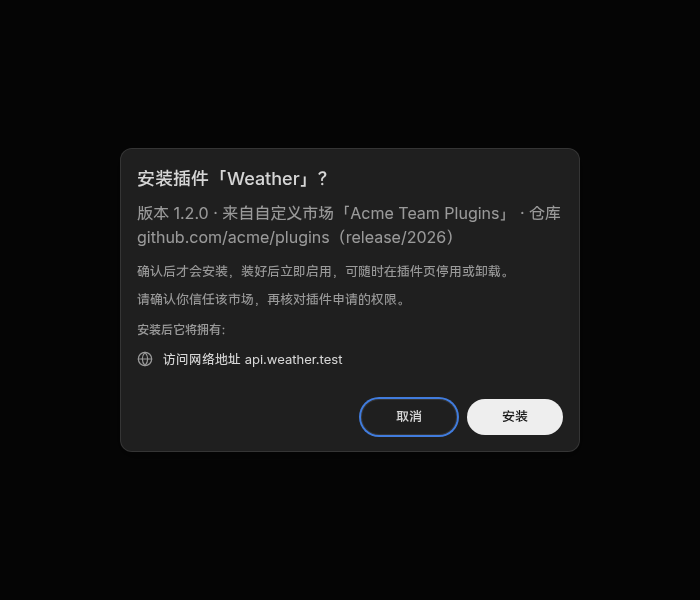 安装插件「Weather」?
版本 1.2.0 · 来自自定义市场「Acme Team Plugins」 · 仓库
github.com/acme/plugins（release/2026）
确认后才会安装，装好后立即启用，可随时在插件页停用或卸载。
请确认你信任该市场，再核对插件申请的权限。
安装后它将拥有:
访问网络地址 api.weather.test
取消
安装